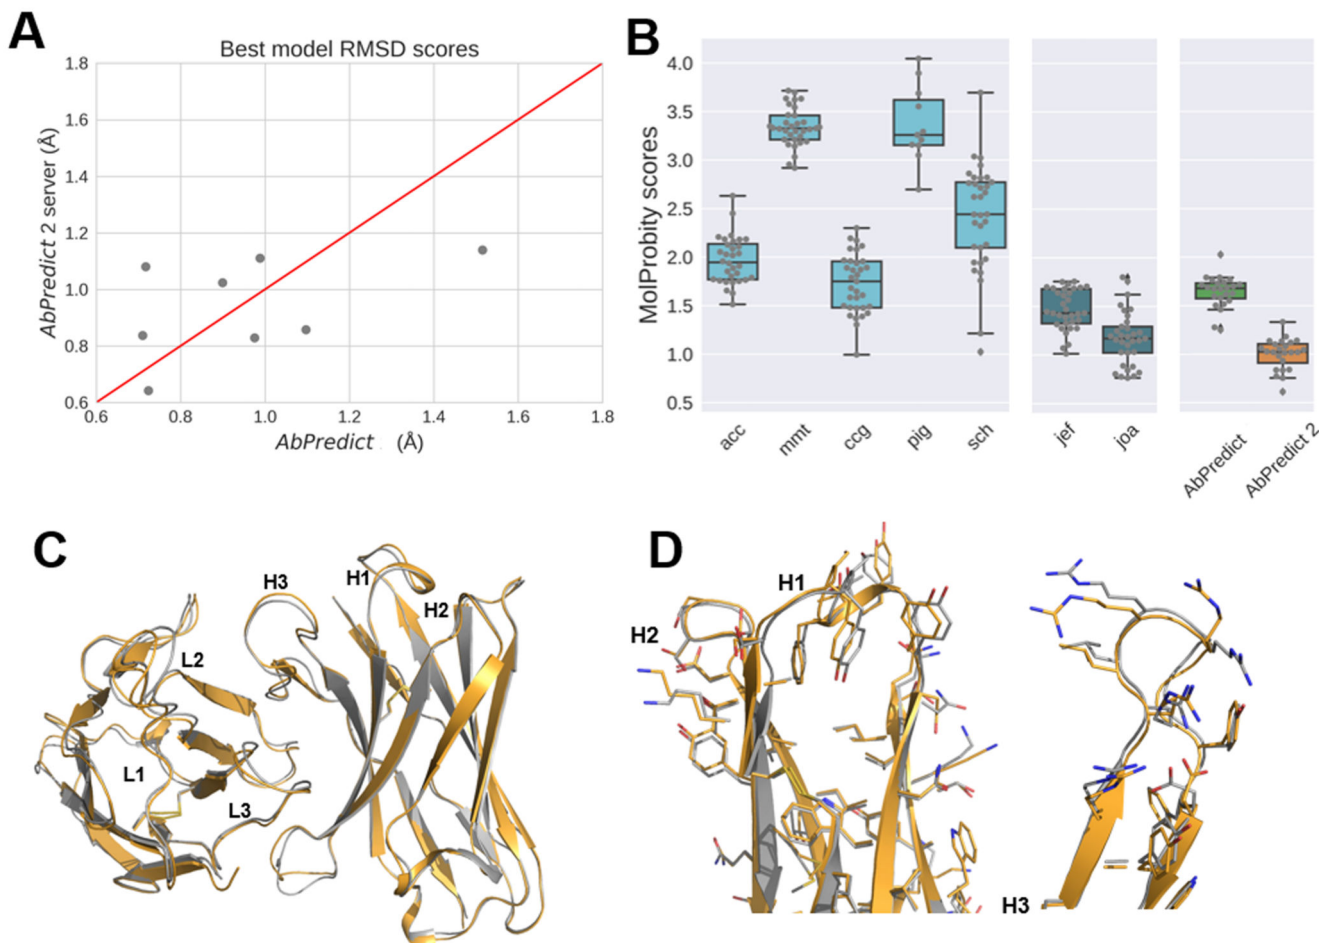 A
Best model RMSD scores
1.8
1.6
1.4
1.2
1.0
0.8
0.6
AbPredict 2 server (Å)
0.6 0.8 1.0 1.2 1.4 1.6 1.8
AbPredict (Å)
B
4.0
3.5
3.0
2.5
2.0
1.5
1.0
0.5
MolProbity scores
acc mmt ccg pig sch jef joa AbPredict AbPredict 2
C
H3
H1
H2
L2
L1
L3
D
H1
H2
H3